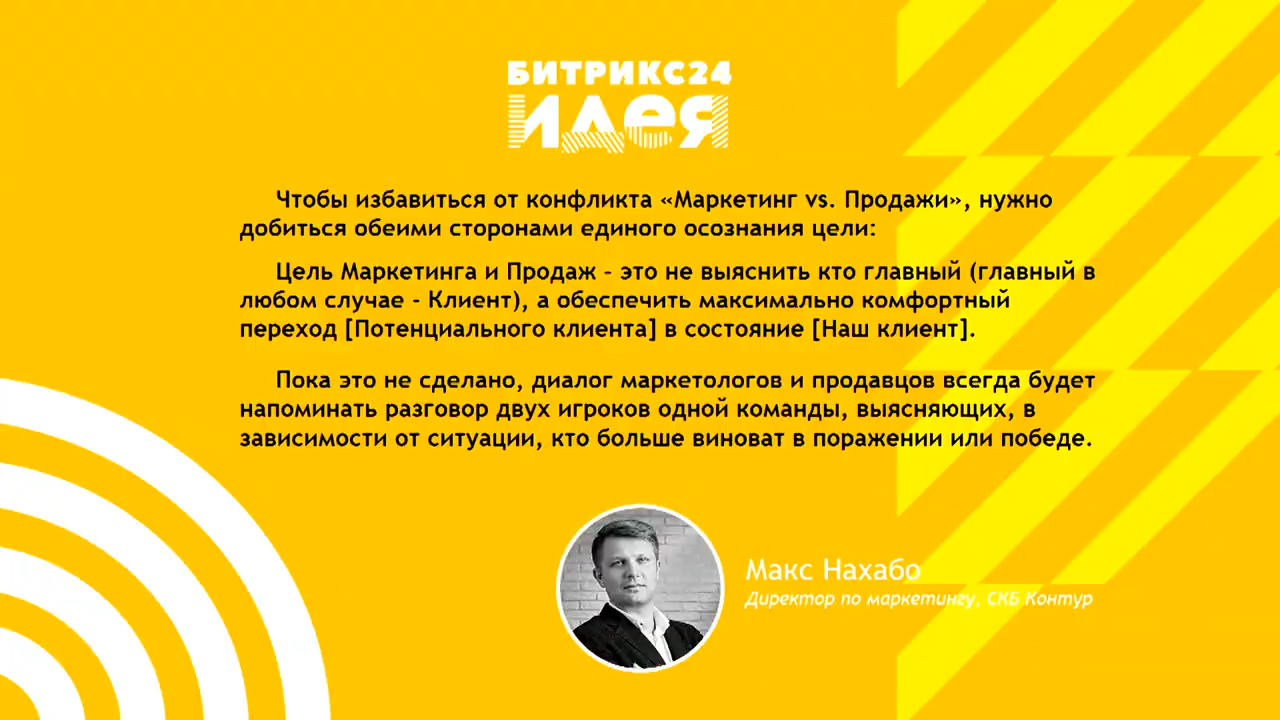 БИТРИКС24
ИДЕЯ
Чтобы избавиться от конфликта «Маркетинг vs. Продажи», нужно
добиться обеими сторонами единого осознания цели:
Цель Маркетинга и Продаж – это не выяснить кто главный (главный в
любом случае - Клиент), а обеспечить максимально комфортный
переход [Потенциального клиента] в состояние [Наш клиент].
Пока это не сделано, диалог маркетологов и продавцов всегда будет
напоминать разговор двух игроков одной команды, выясняющих, в
зависимости от ситуации, кто больше виноват в поражении или победе.
Макс Нахабо
Директор по маркетингу, СКБ Контур